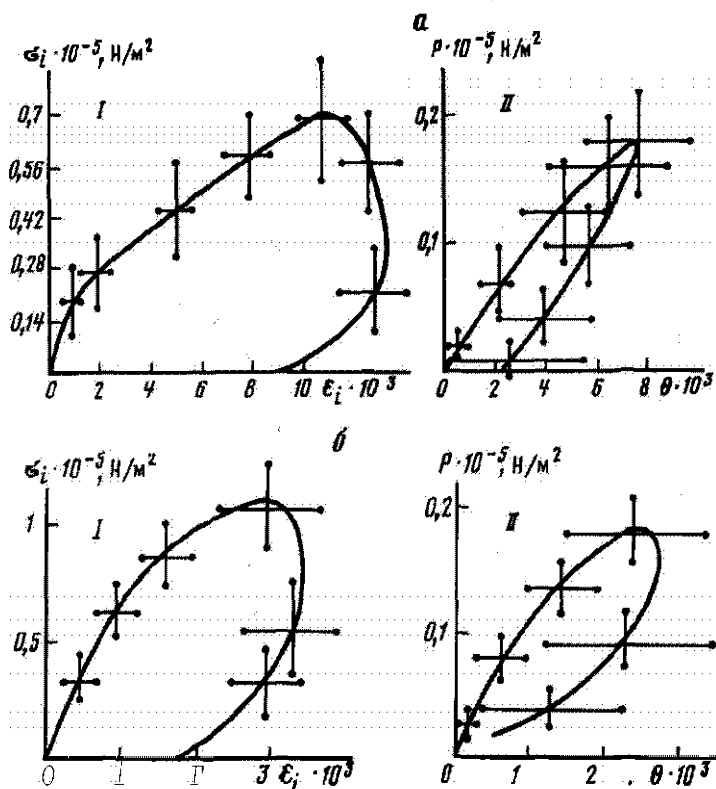 а
σᵢ·10⁻⁵, Н/м²
P·10⁻⁵, Н/м²
I
II
0,7
0,56
0,42
0,28
0,14
0,2
0,1
0 2 4 6 8 10 εᵢ·10³
0 2 4 6 8 θ·10³
б
σᵢ·10⁻⁵, Н/м²
P·10⁻⁵, Н/м²
I
II
1
0,5
0,2
0,1
0 1 3 εᵢ·10³
0 1 2 θ·10³